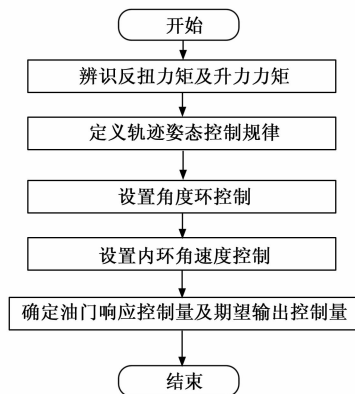 开始
辨识反扭力矩及升力力矩
定义轨迹姿态控制规律
设置角度环控制
设置内环角速度控制
确定油门响应控制量及期望输出控制量
结束